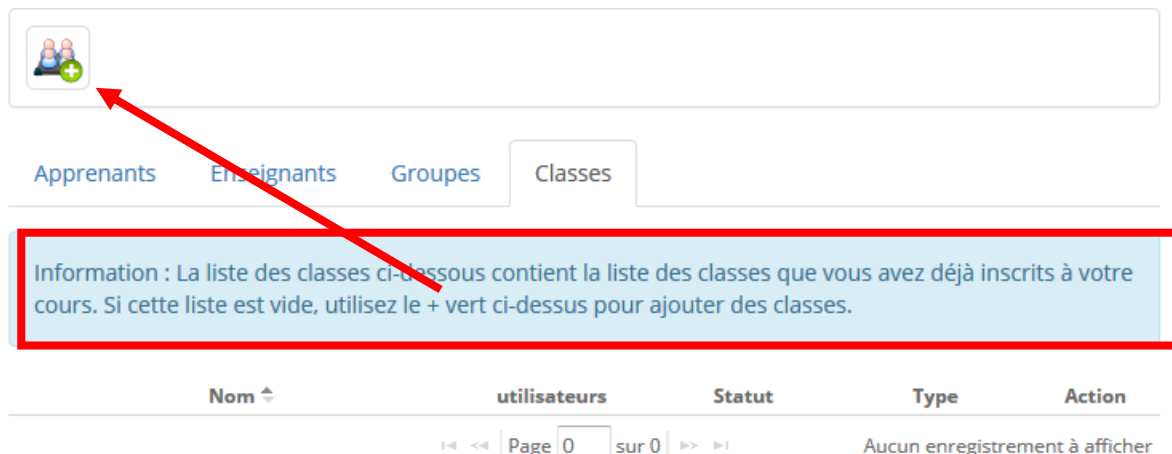 Apprenants Enseignants Groupes Classes
Information : La liste des classes ci-dessous contient la liste des classes que vous avez déjà inscrits à votre
cours. Si cette liste est vide, utilisez le + vert ci-dessus pour ajouter des classes.
Nom utilisateurs Statut Type Action
Page 0 sur 0 Aucun enregistrement à afficher